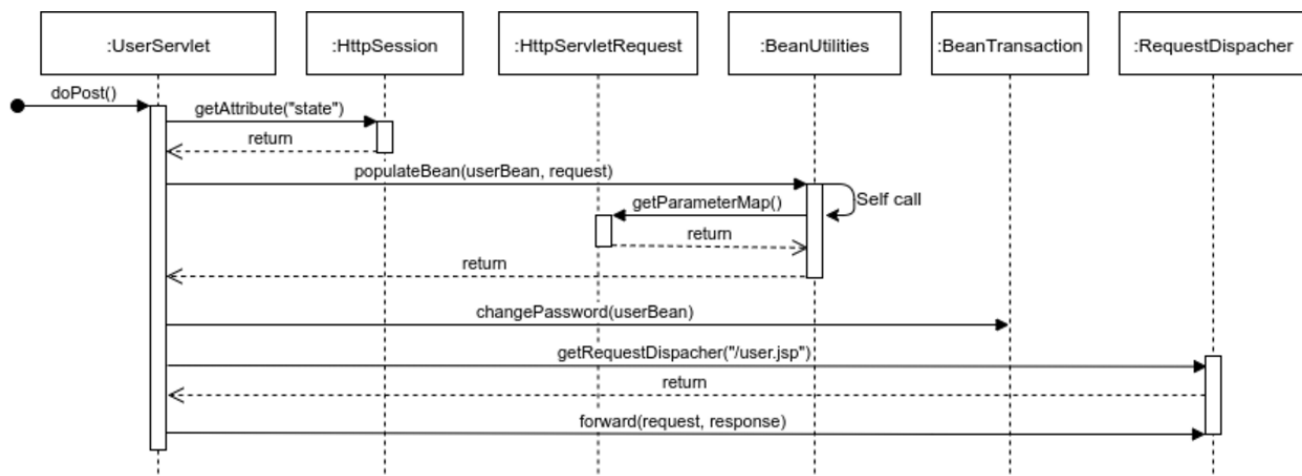 :UserServlet
:HttpSession
:HttpServletRequest
:BeanUtilities
:BeanTransaction
:RequestDispacher
doPost()
getAttribute("state")
return
populateBean(userBean, request)
Self call
getParameterMap()
return
return
changePassword(userBean)
getRequestDispacher("/user.jsp")
return
forward(request, response)